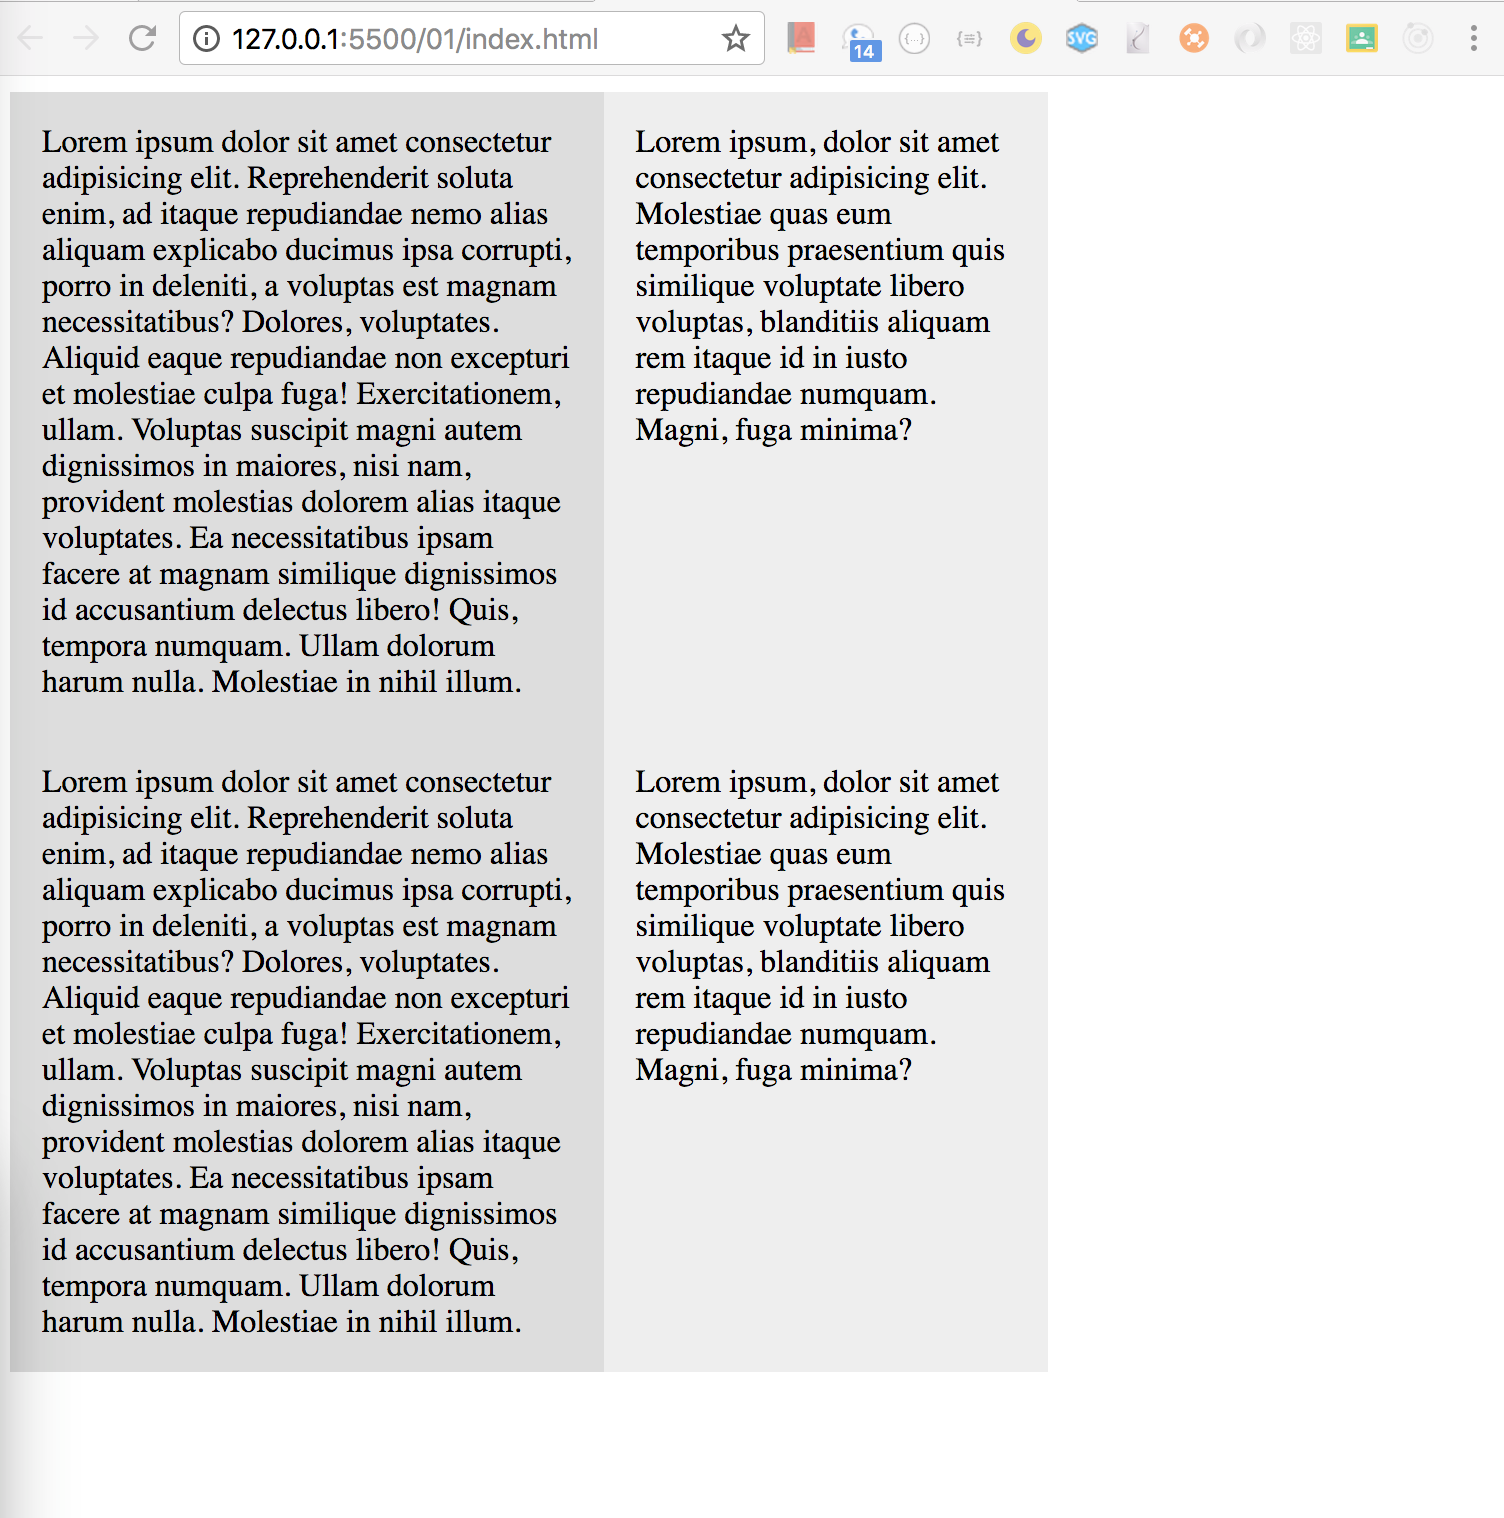 127.0.0.1:5500/01/index.html
14
SVG
Lorem ipsum dolor sit amet consectetur
adipisicing elit. Reprehenderit soluta
enim, ad itaque repudiandae nemo alias
aliquam explicabo ducimus ipsa corrupti,
porro in deleniti, a voluptas est magnam
necessitatibus? Dolores, voluptates.
Aliquid eaque repudiandae non excepturi
et molestiae culpa fuga! Exercitationem,
ullam. Voluptas suscipit magni autem
dignissimos in maiores, nisi nam,
provident molestias dolorem alias itaque
voluptates. Ea necessitatibus ipsam
facere at magnam similique dignissimos
id accusantium delectus libero! Quis,
tempora numquam. Ullam dolorum
harum nulla. Molestiae in nihil illum.
Lorem ipsum, dolor sit amet
consectetur adipisicing elit.
Molestiae quas eum
temporibus praesentium quis
similique voluptate libero
voluptas, blanditiis aliquam
rem itaque id in iusto
repudiandae numquam.
Magni, fuga minima?
Lorem ipsum dolor sit amet consectetur
adipisicing elit. Reprehenderit soluta
enim, ad itaque repudiandae nemo alias
aliquam explicabo ducimus ipsa corrupti,
porro in deleniti, a voluptas est magnam
necessitatibus? Dolores, voluptates.
Aliquid eaque repudiandae non excepturi
et molestiae culpa fuga! Exercitationem,
ullam. Voluptas suscipit magni autem
dignissimos in maiores, nisi nam,
provident molestias dolorem alias itaque
voluptates. Ea necessitatibus ipsam
facere at magnam similique dignissimos
id accusantium delectus libero! Quis,
tempora numquam. Ullam dolorum
harum nulla. Molestiae in nihil illum.
Lorem ipsum, dolor sit amet
consectetur adipisicing elit.
Molestiae quas eum
temporibus praesentium quis
similique voluptate libero
voluptas, blanditiis aliquam
rem itaque id in iusto
repudiandae numquam.
Magni, fuga minima?